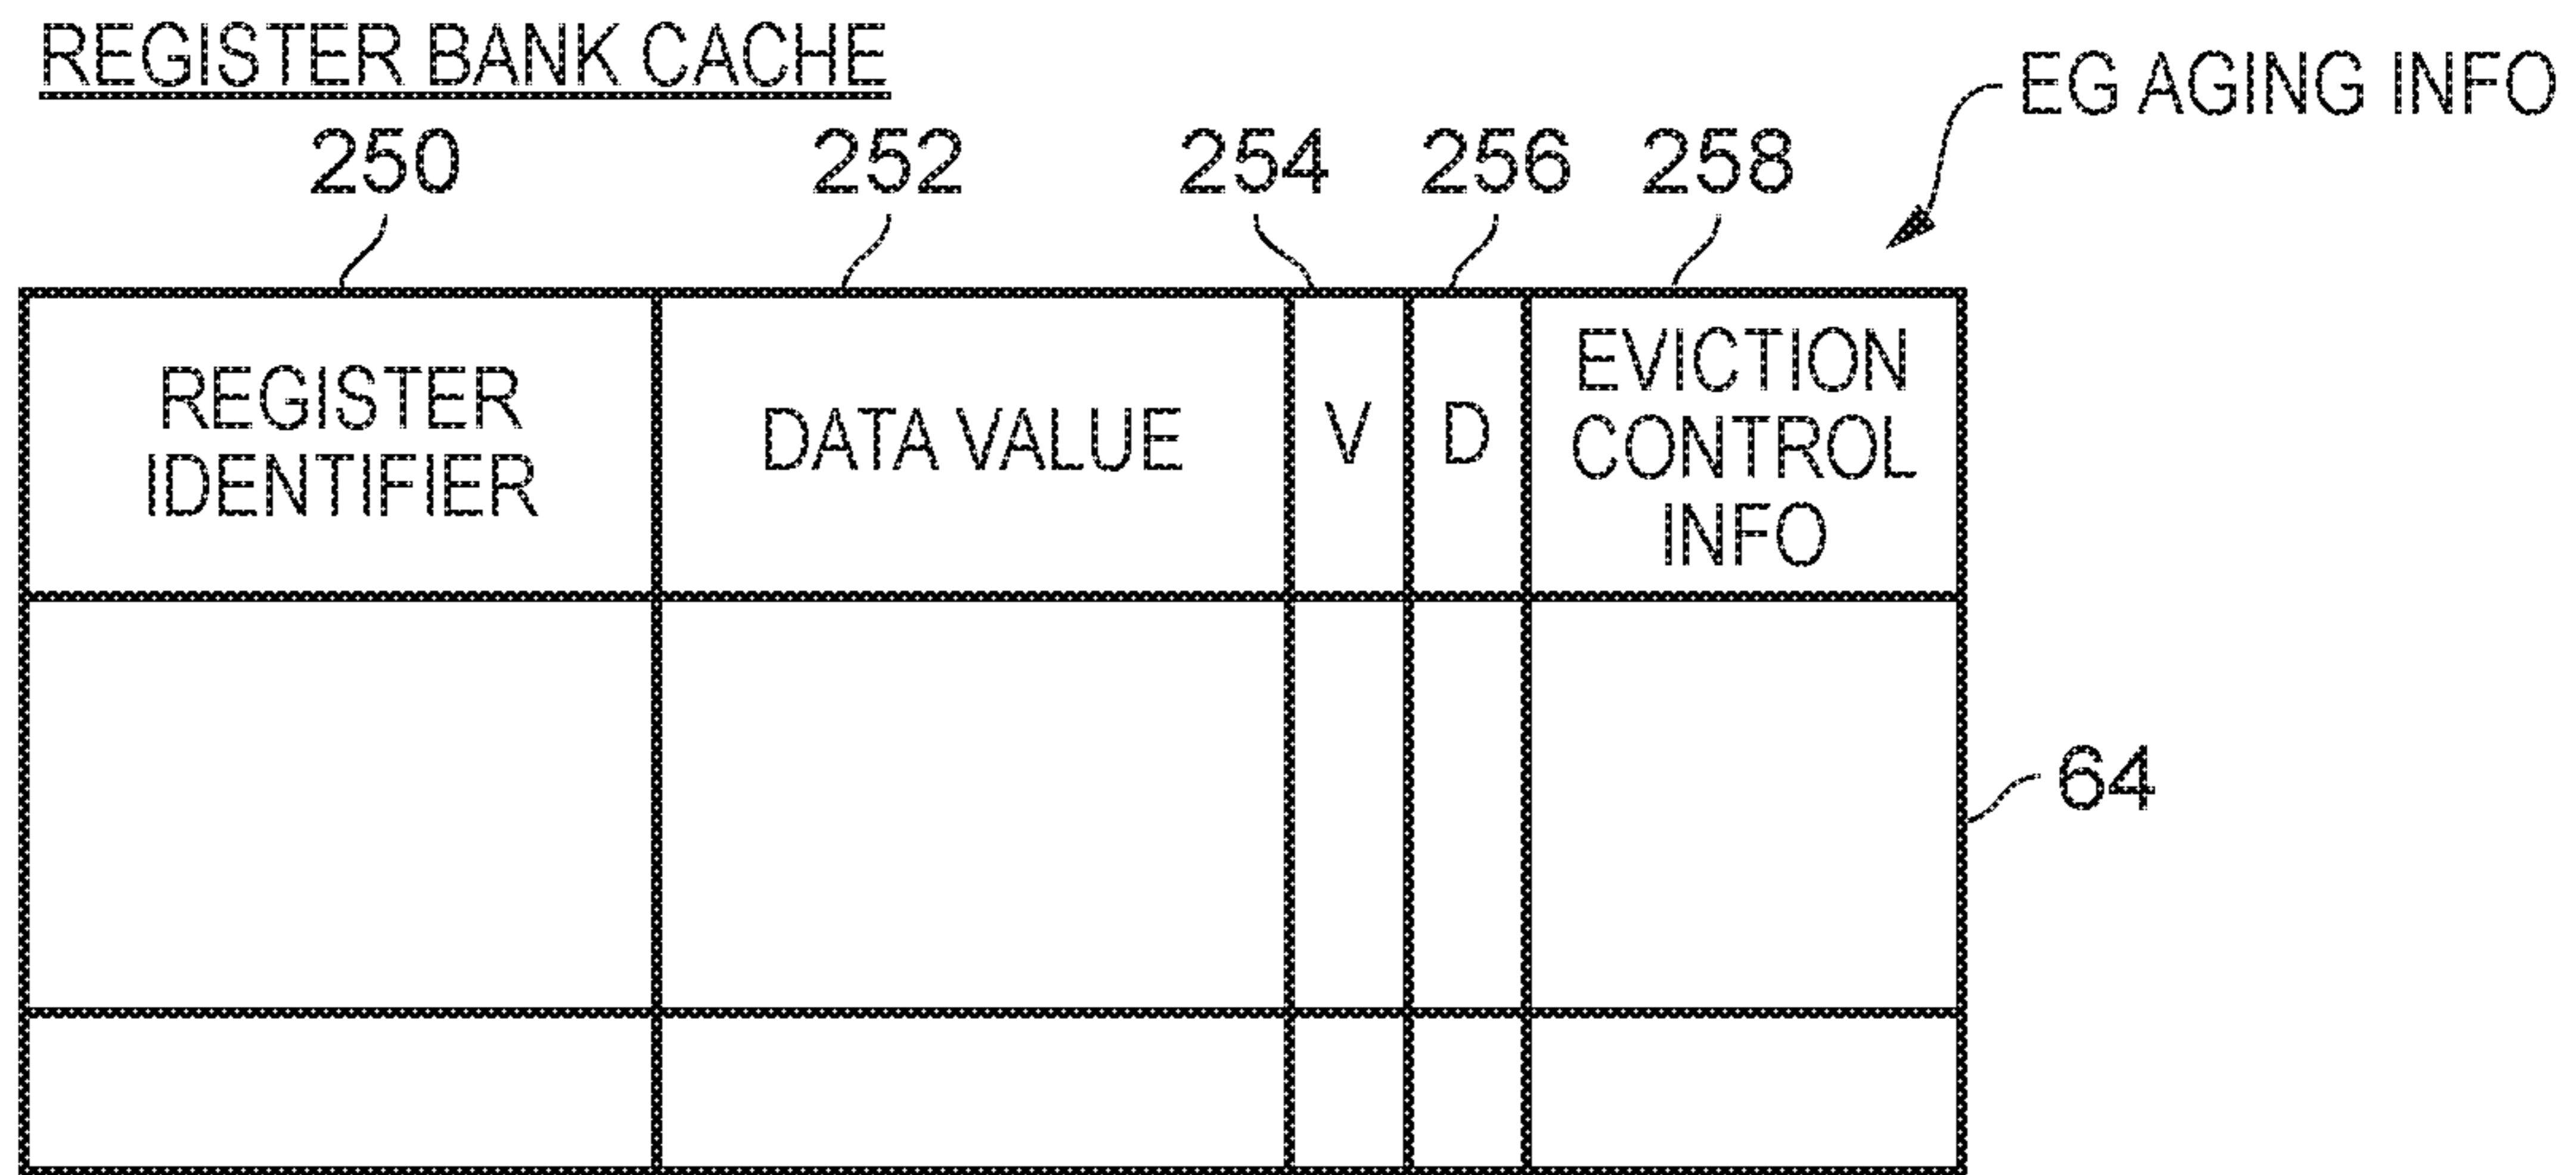 REGISTER BANK CACHE
EG AGING INFO
250 252 254 256 258
REGISTER
IDENTIFIER
DATA VALUE
V
D
EVICTION
CONTROL
INFO
64